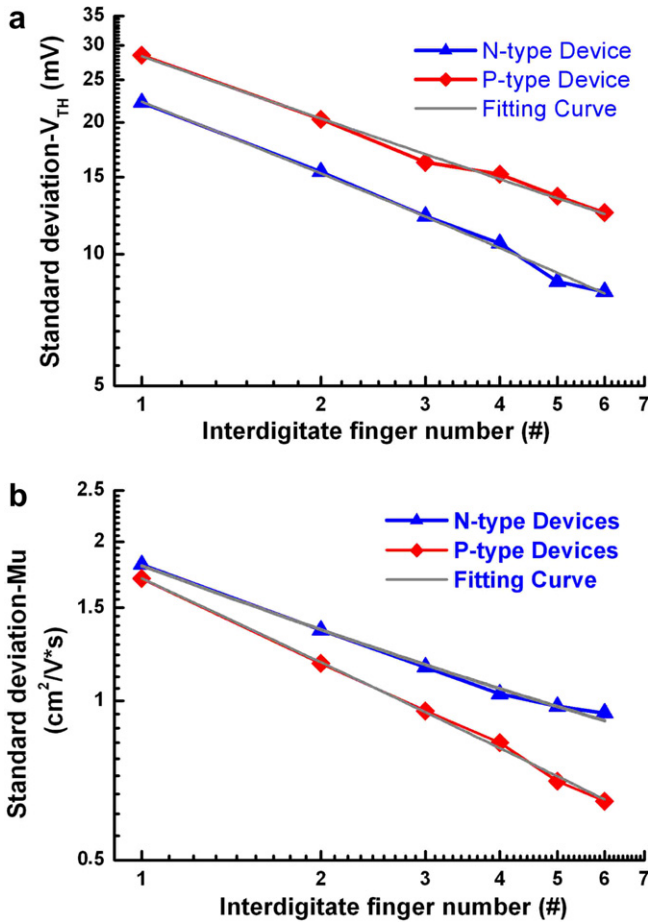 a
35
30
25
20
15
10
5
Standard deviation-V_TH (mV)
N-type Device
P-type Device
Fitting Curve
1 2 3 4 5 6 7
Interdigitate finger number (#)
b
2.5
2
1.5
1
0.5
Standard deviation-Mu
(cm²/V*s)
N-type Devices
P-type Devices
Fitting Curve
1 2 3 4 5 6 7
Interdigitate finger number (#)